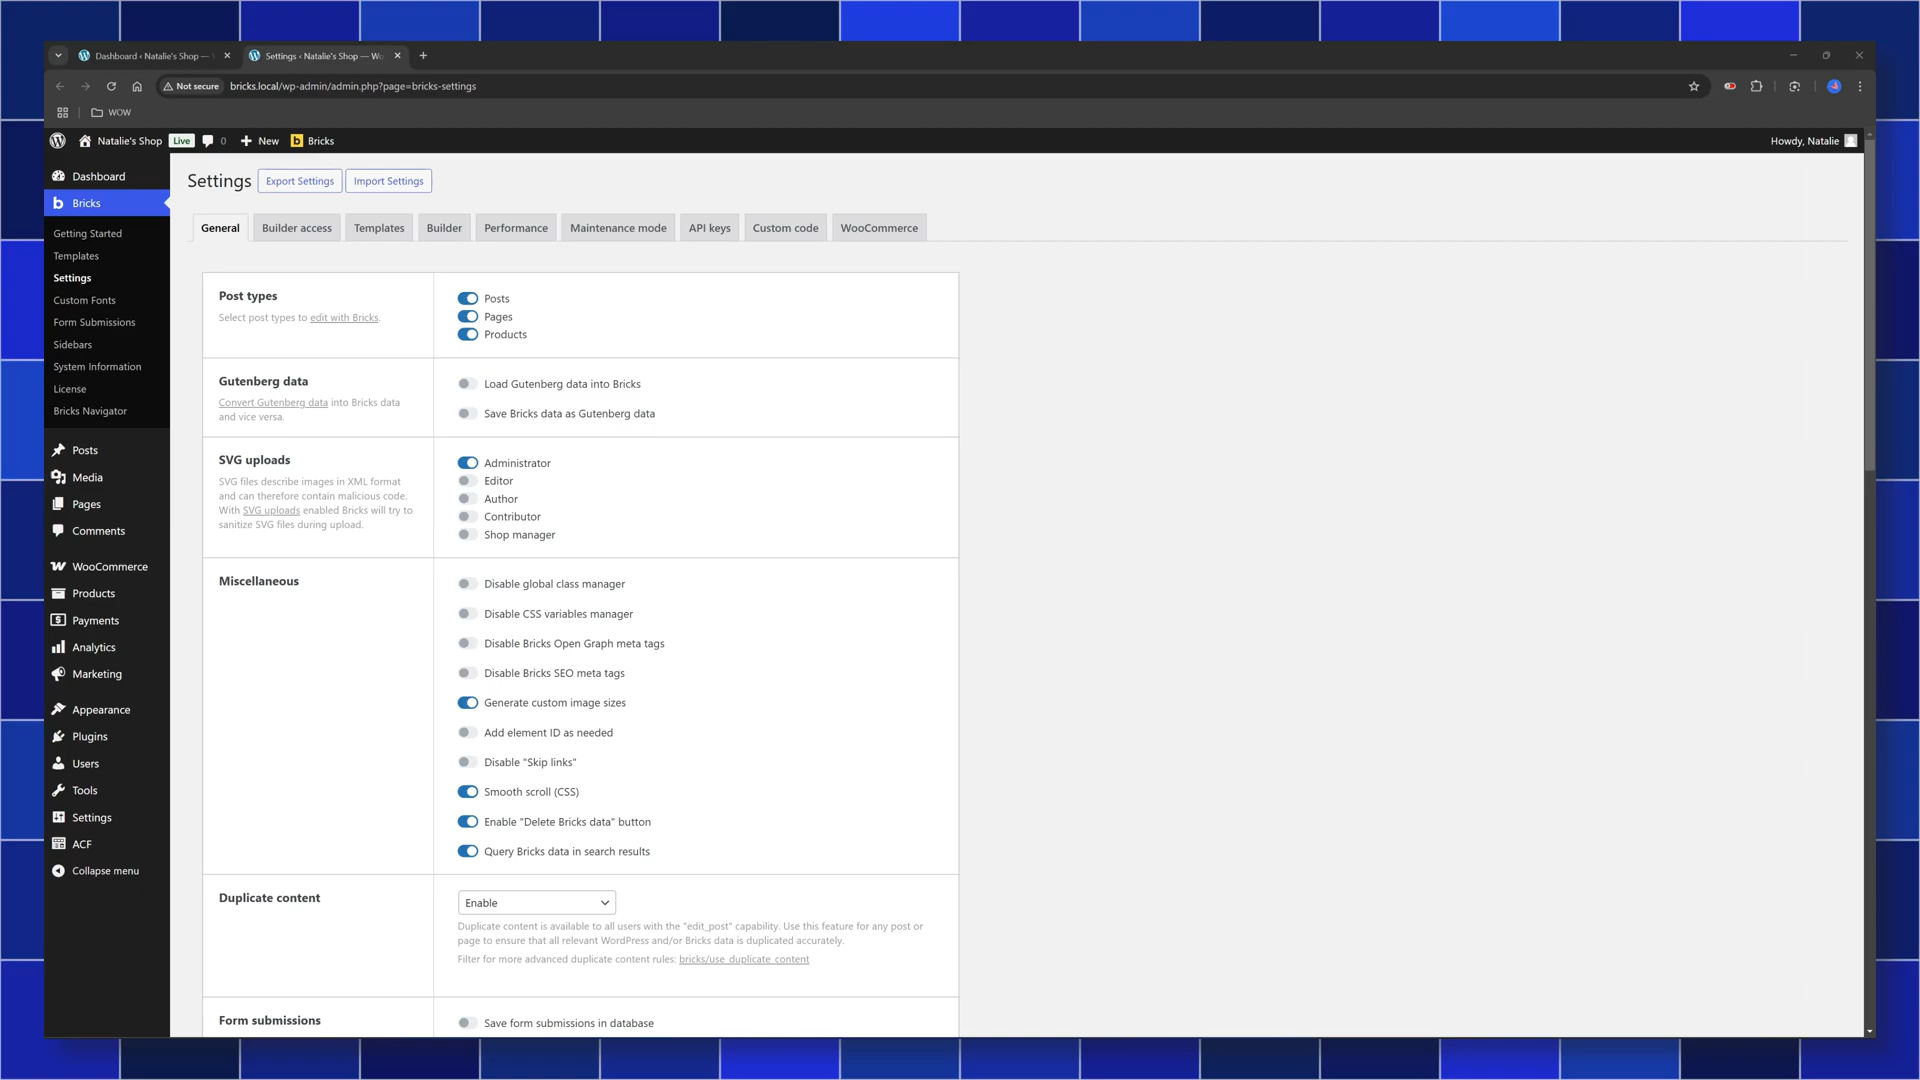 Dashboard ‹ Natalie's Shop —
Settings ‹ Natalie's Shop — Wo
Not secure
bricks.local/wp-admin/admin.php?page=bricks-settings
WOW
Natalie's Shop
Live
0
New
Bricks
Howdy, Natalie
Dashboard
Bricks
Getting Started
Templates
Settings
Custom Fonts
Form Submissions
Sidebars
System Information
License
Bricks Navigator
Posts
Media
Pages
Comments
WooCommerce
Products
Payments
Analytics
Marketing
Appearance
Plugins
Users
Tools
Settings
ACF
Collapse menu
Settings
Export Settings
Import Settings
General
Builder access
Templates
Builder
Performance
Maintenance mode
API keys
Custom code
WooCommerce
Post types
Select post types to edit with Bricks.
Posts
Pages
Products
Gutenberg data
Convert Gutenberg data into Bricks data
and vice versa.
Load Gutenberg data into Bricks
Save Bricks data as Gutenberg data
SVG uploads
SVG files describe images in XML format
and can therefore contain malicious code.
With SVG uploads enabled Bricks will try to
sanitize SVG files during upload.
Administrator
Editor
Author
Contributor
Shop manager
Miscellaneous
Disable global class manager
Disable CSS variables manager
Disable Bricks Open Graph meta tags
Disable Bricks SEO meta tags
Generate custom image sizes
Add element ID as needed
Disable "Skip links"
Smooth scroll (CSS)
Enable "Delete Bricks data" button
Query Bricks data in search results
Duplicate content
Enable
Duplicate content is available to all users with the "edit_post" capability. Use this feature for any post or
page to ensure that all relevant WordPress and/or Bricks data is duplicated accurately.
Filter for more advanced duplicate content rules: bricks/use_duplicate_content
Form submissions
Save form submissions in database